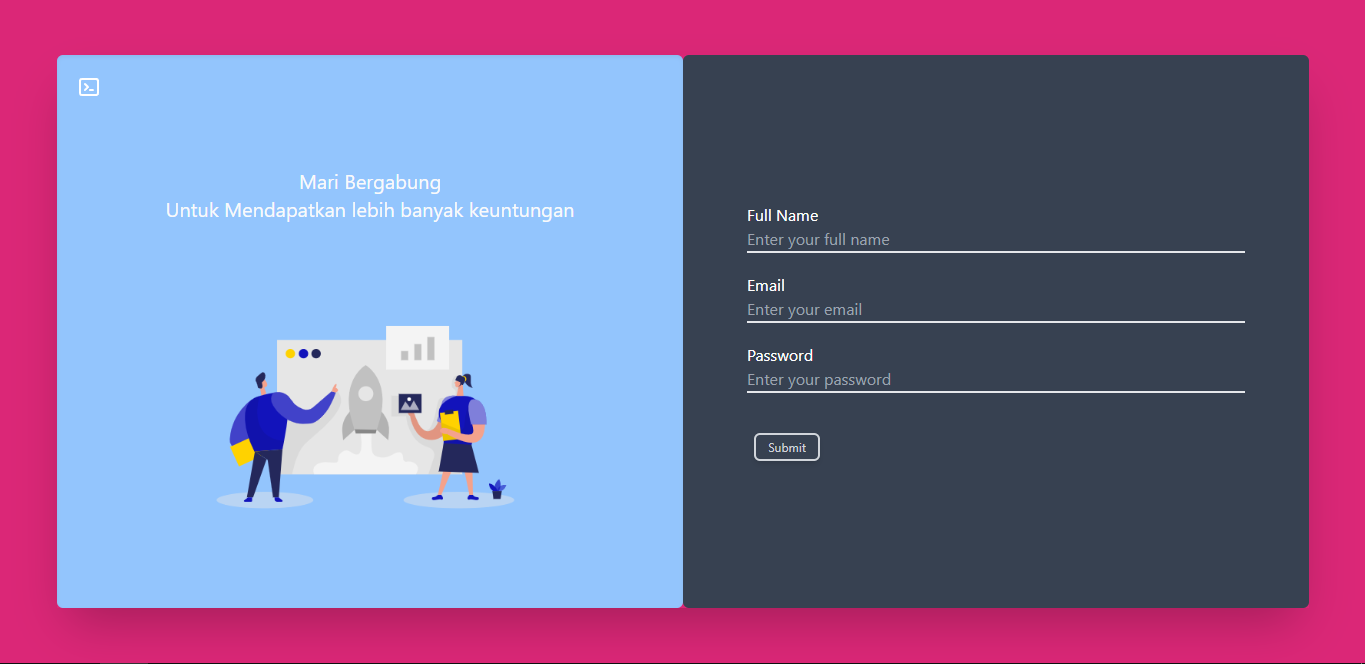 Mari Bergabung
Untuk Mendapatkan lebih banyak keuntungan
Full Name
Enter your full name
Email
Enter your email
Password
Enter your password
Submit